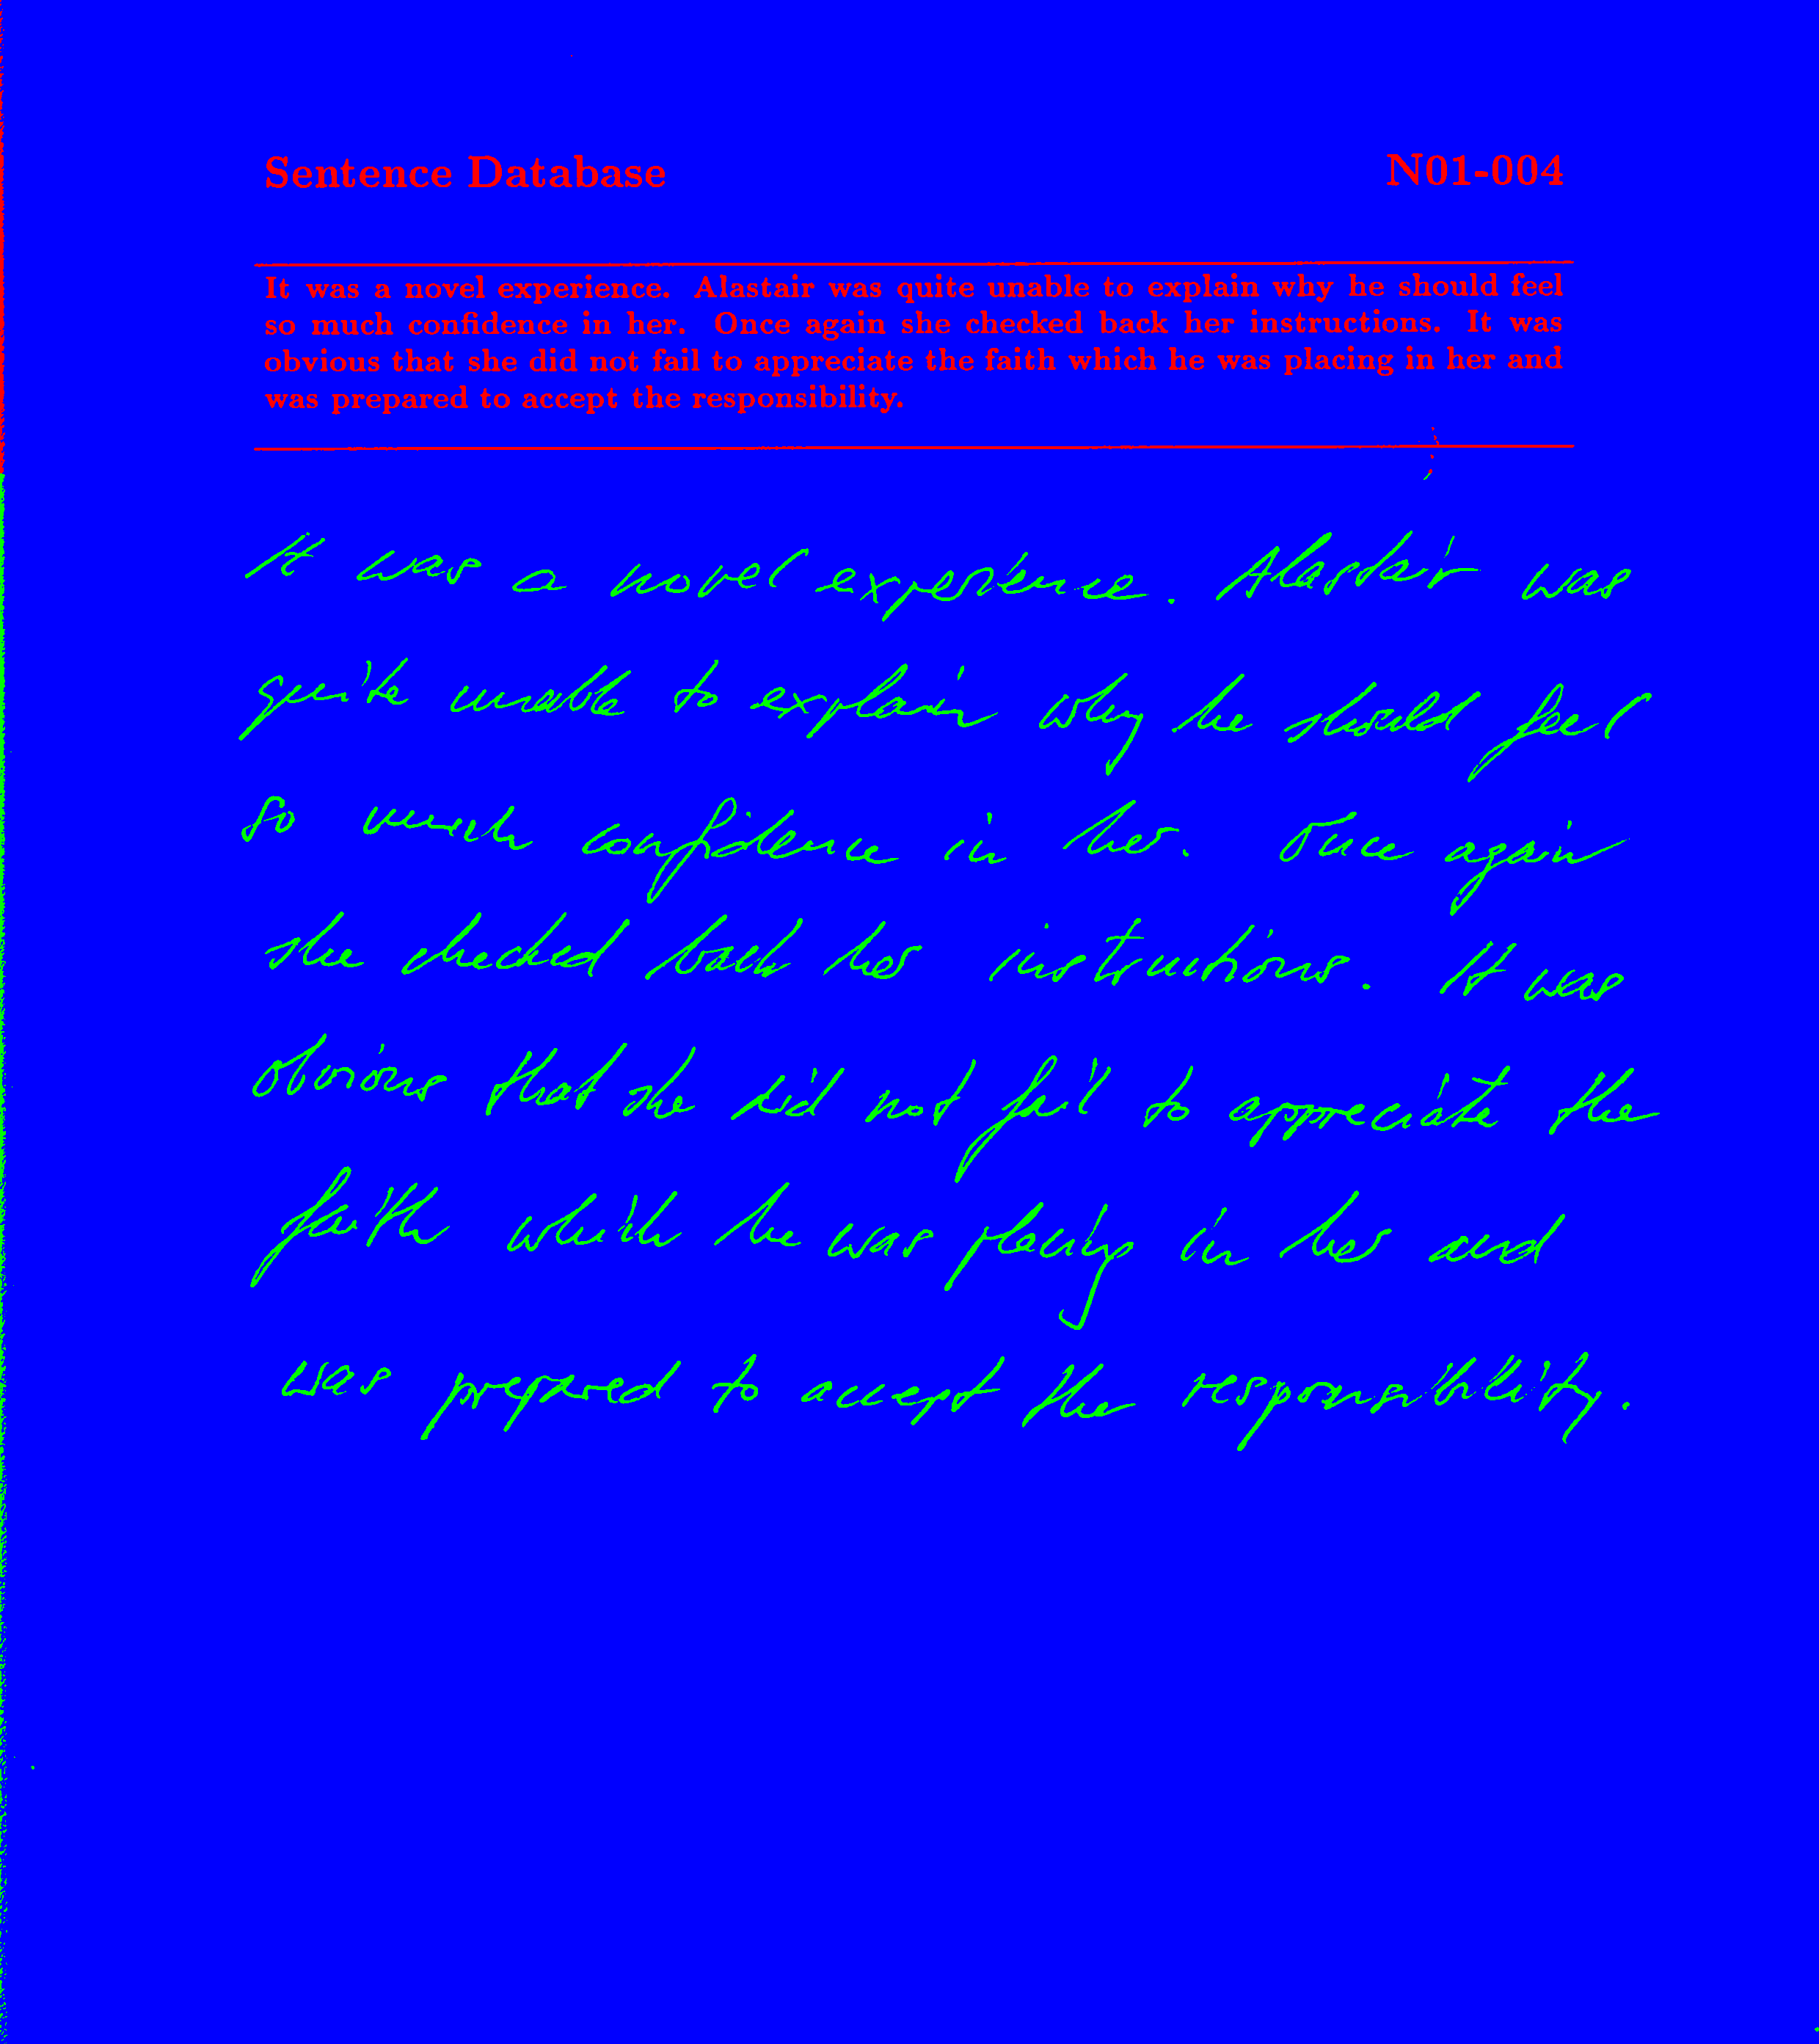 Sentence Database N01-004
It was a novel experience. Alastair was quite unable to explain why he should feel
so much confidence in her. Once again she checked back her instructions. It was
obvious that she did not fail to appreciate the faith which he was placing in her and
was prepared to accept the responsibility.
It was a novel experience. Alastair was
quite unable to explain why he should feel
so much confidence in her. Once again
she checked back her instructions. It was
obvious that she did not fail to appreciate the
faith which he was placing in her and
was prepared to accept the responsibility.